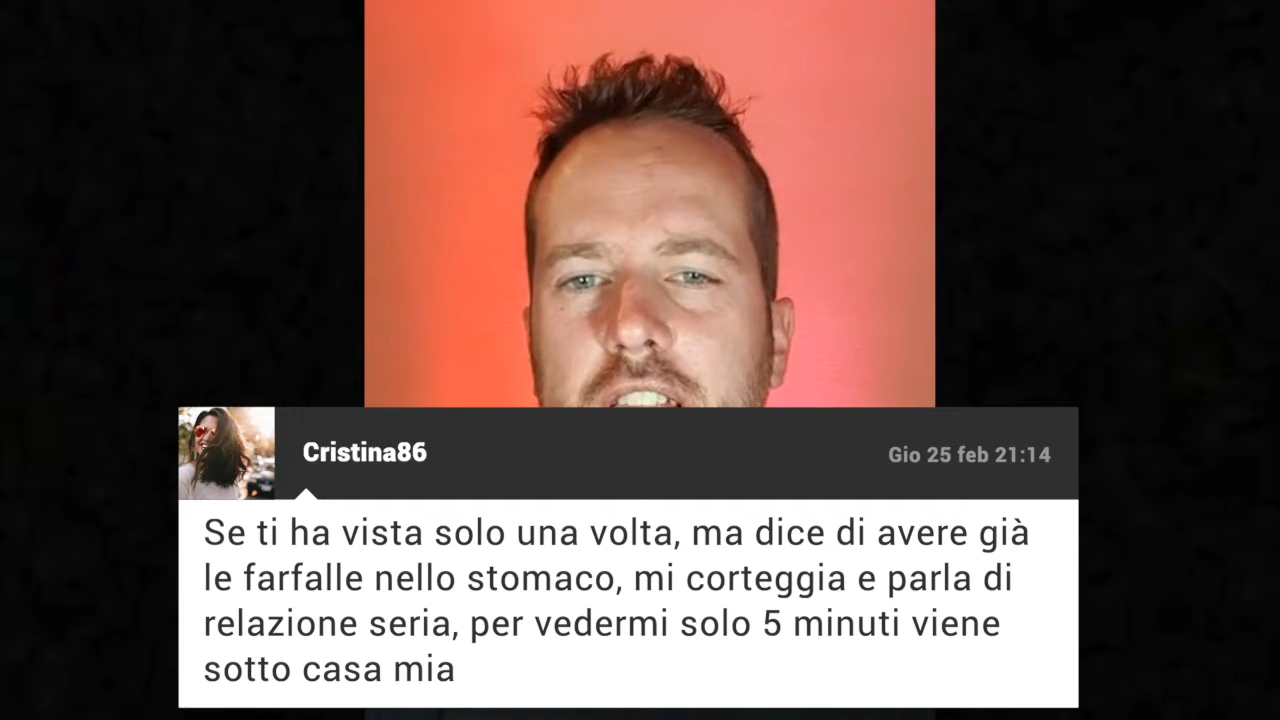 Cristina86
Gio 25 feb 21:14
Se ti ha vista solo una volta, ma dice di avere già
le farfalle nello stomaco, mi corteggia e parla di
relazione seria, per vedermi solo 5 minuti viene
sotto casa mia